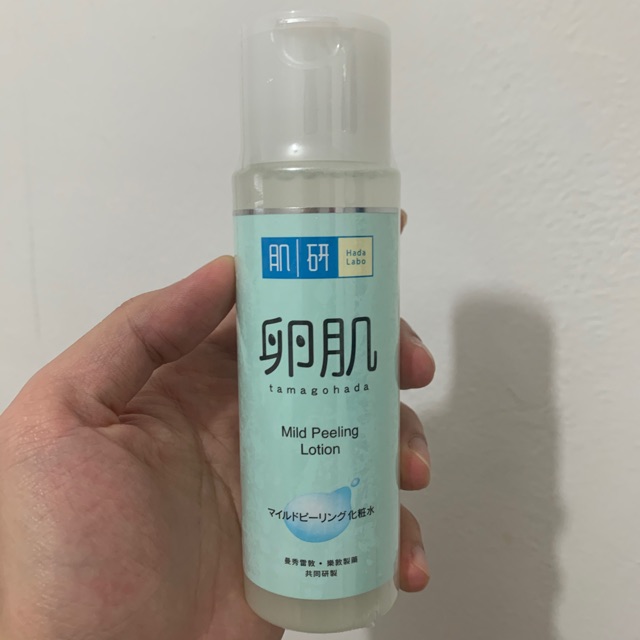 肌研
Hada
Labo
卵肌
tamagohada
Mild Peeling
Lotion
マイルドピーリング化粧水
曼秀雷敦・樂敦製藥
共同研製